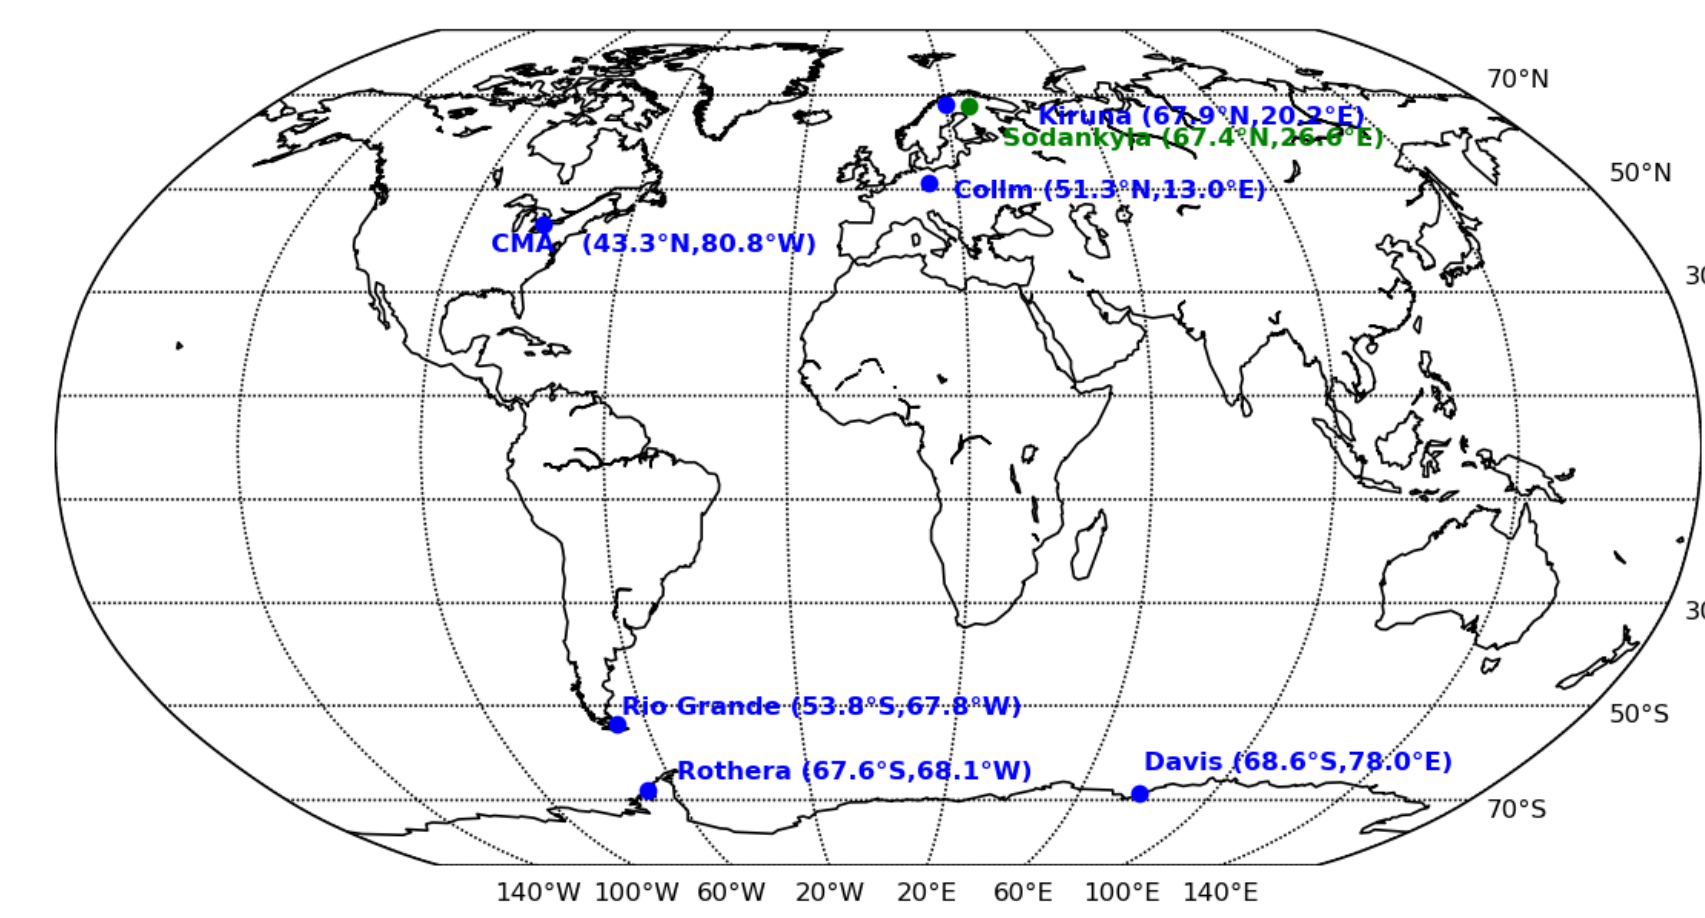 70°N
Kiruna (67.9°N,20.2°E)
Sodankyla (67.4°N,26.6°E)
50°N
Collm (51.3°N,13.0°E)
CMA (43.3°N,80.8°W)
30
30
Rio Grande (53.8°S,67.8°W)
50°S
Davis (68.6°S,78.0°E)
Rothera (67.6°S,68.1°W)
70°S
140°W 100°W 60°W 20°W 20°E 60°E 100°E 140°E